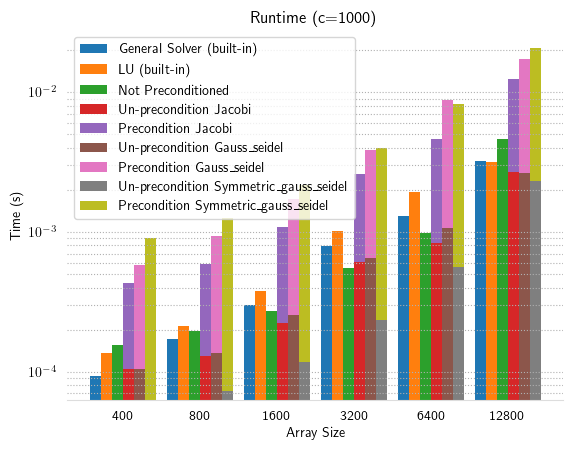 Runtime (c=1000)
General Solver (built-in)
LU (built-in)
Not Preconditioned
Un-precondition Jacobi
Precondition Jacobi
Un-precondition Gauss_seidel
Precondition Gauss_seidel
Un-precondition Symmetric_gauss_seidel
Precondition Symmetric_gauss_seidel
Time (s)
10⁻²
10⁻³
10⁻⁴
400 800 1600 3200 6400 12800
Array Size